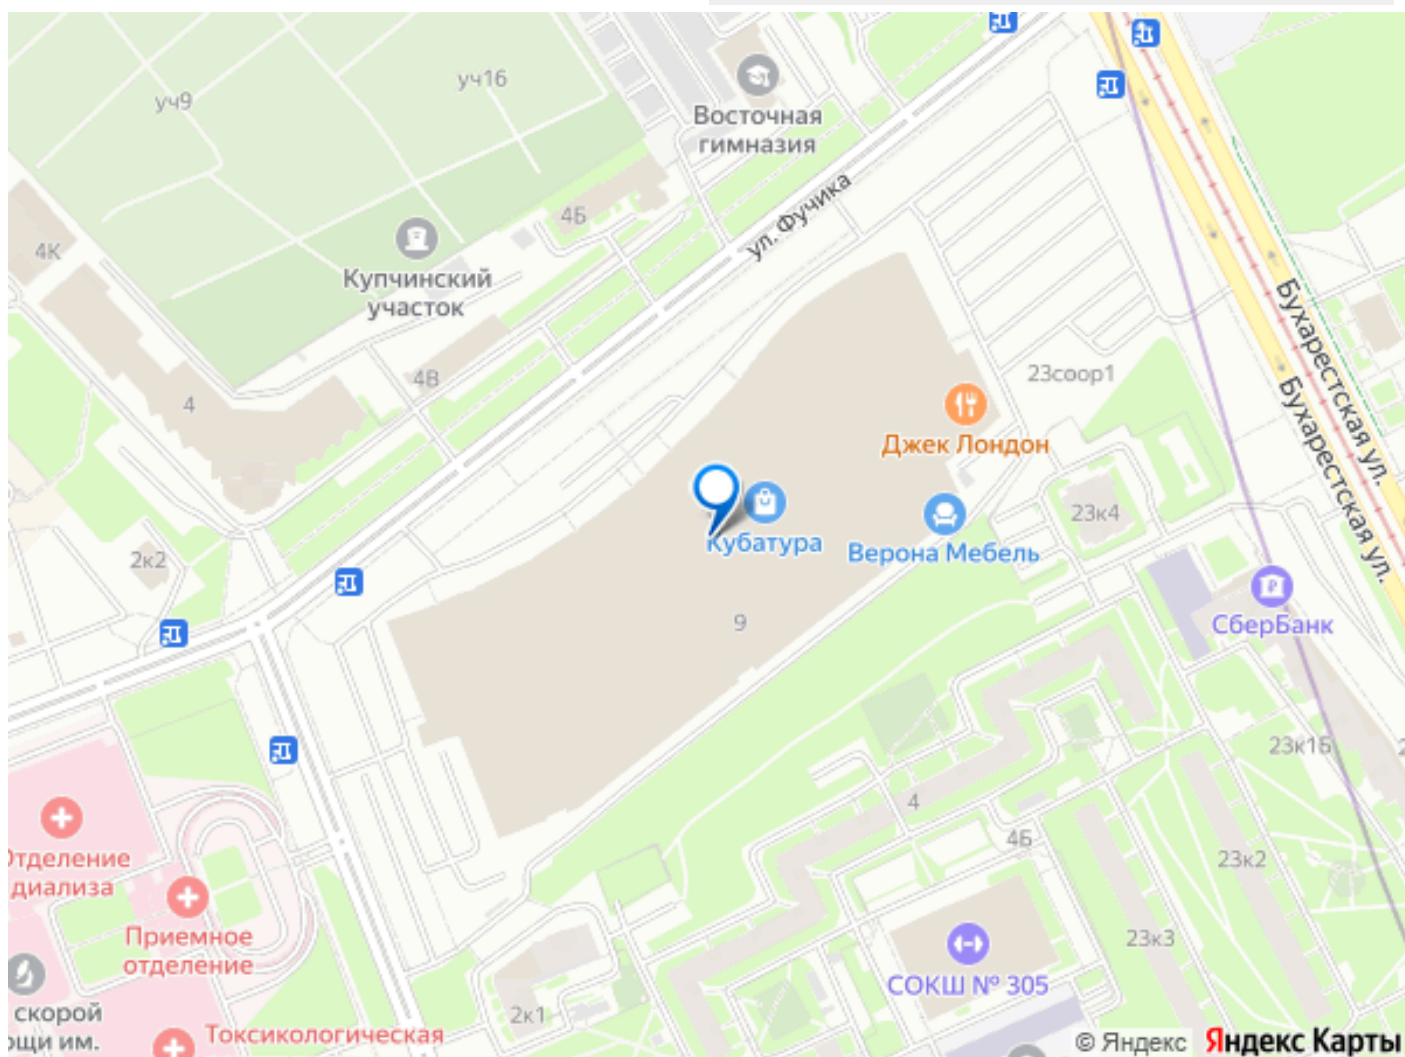 уч9
уч16
Восточная
гимназия
ул. Фучика
4Б
4К
Купчинский
участок
4В
4
23соор1
Бухарестская ул.
Бухарестская ул.
Джек Лондон
23к4
Кубатура
Верона Мебель
2к2
9
СберБанк
23к1Б
4
4Б
23к2
Отделение
диализа
Приемное
отделение
23к3
СОКШ № 305
скорой
ощи им.
2к1
Токсикологическая
© Яндекс Яндекс Карты